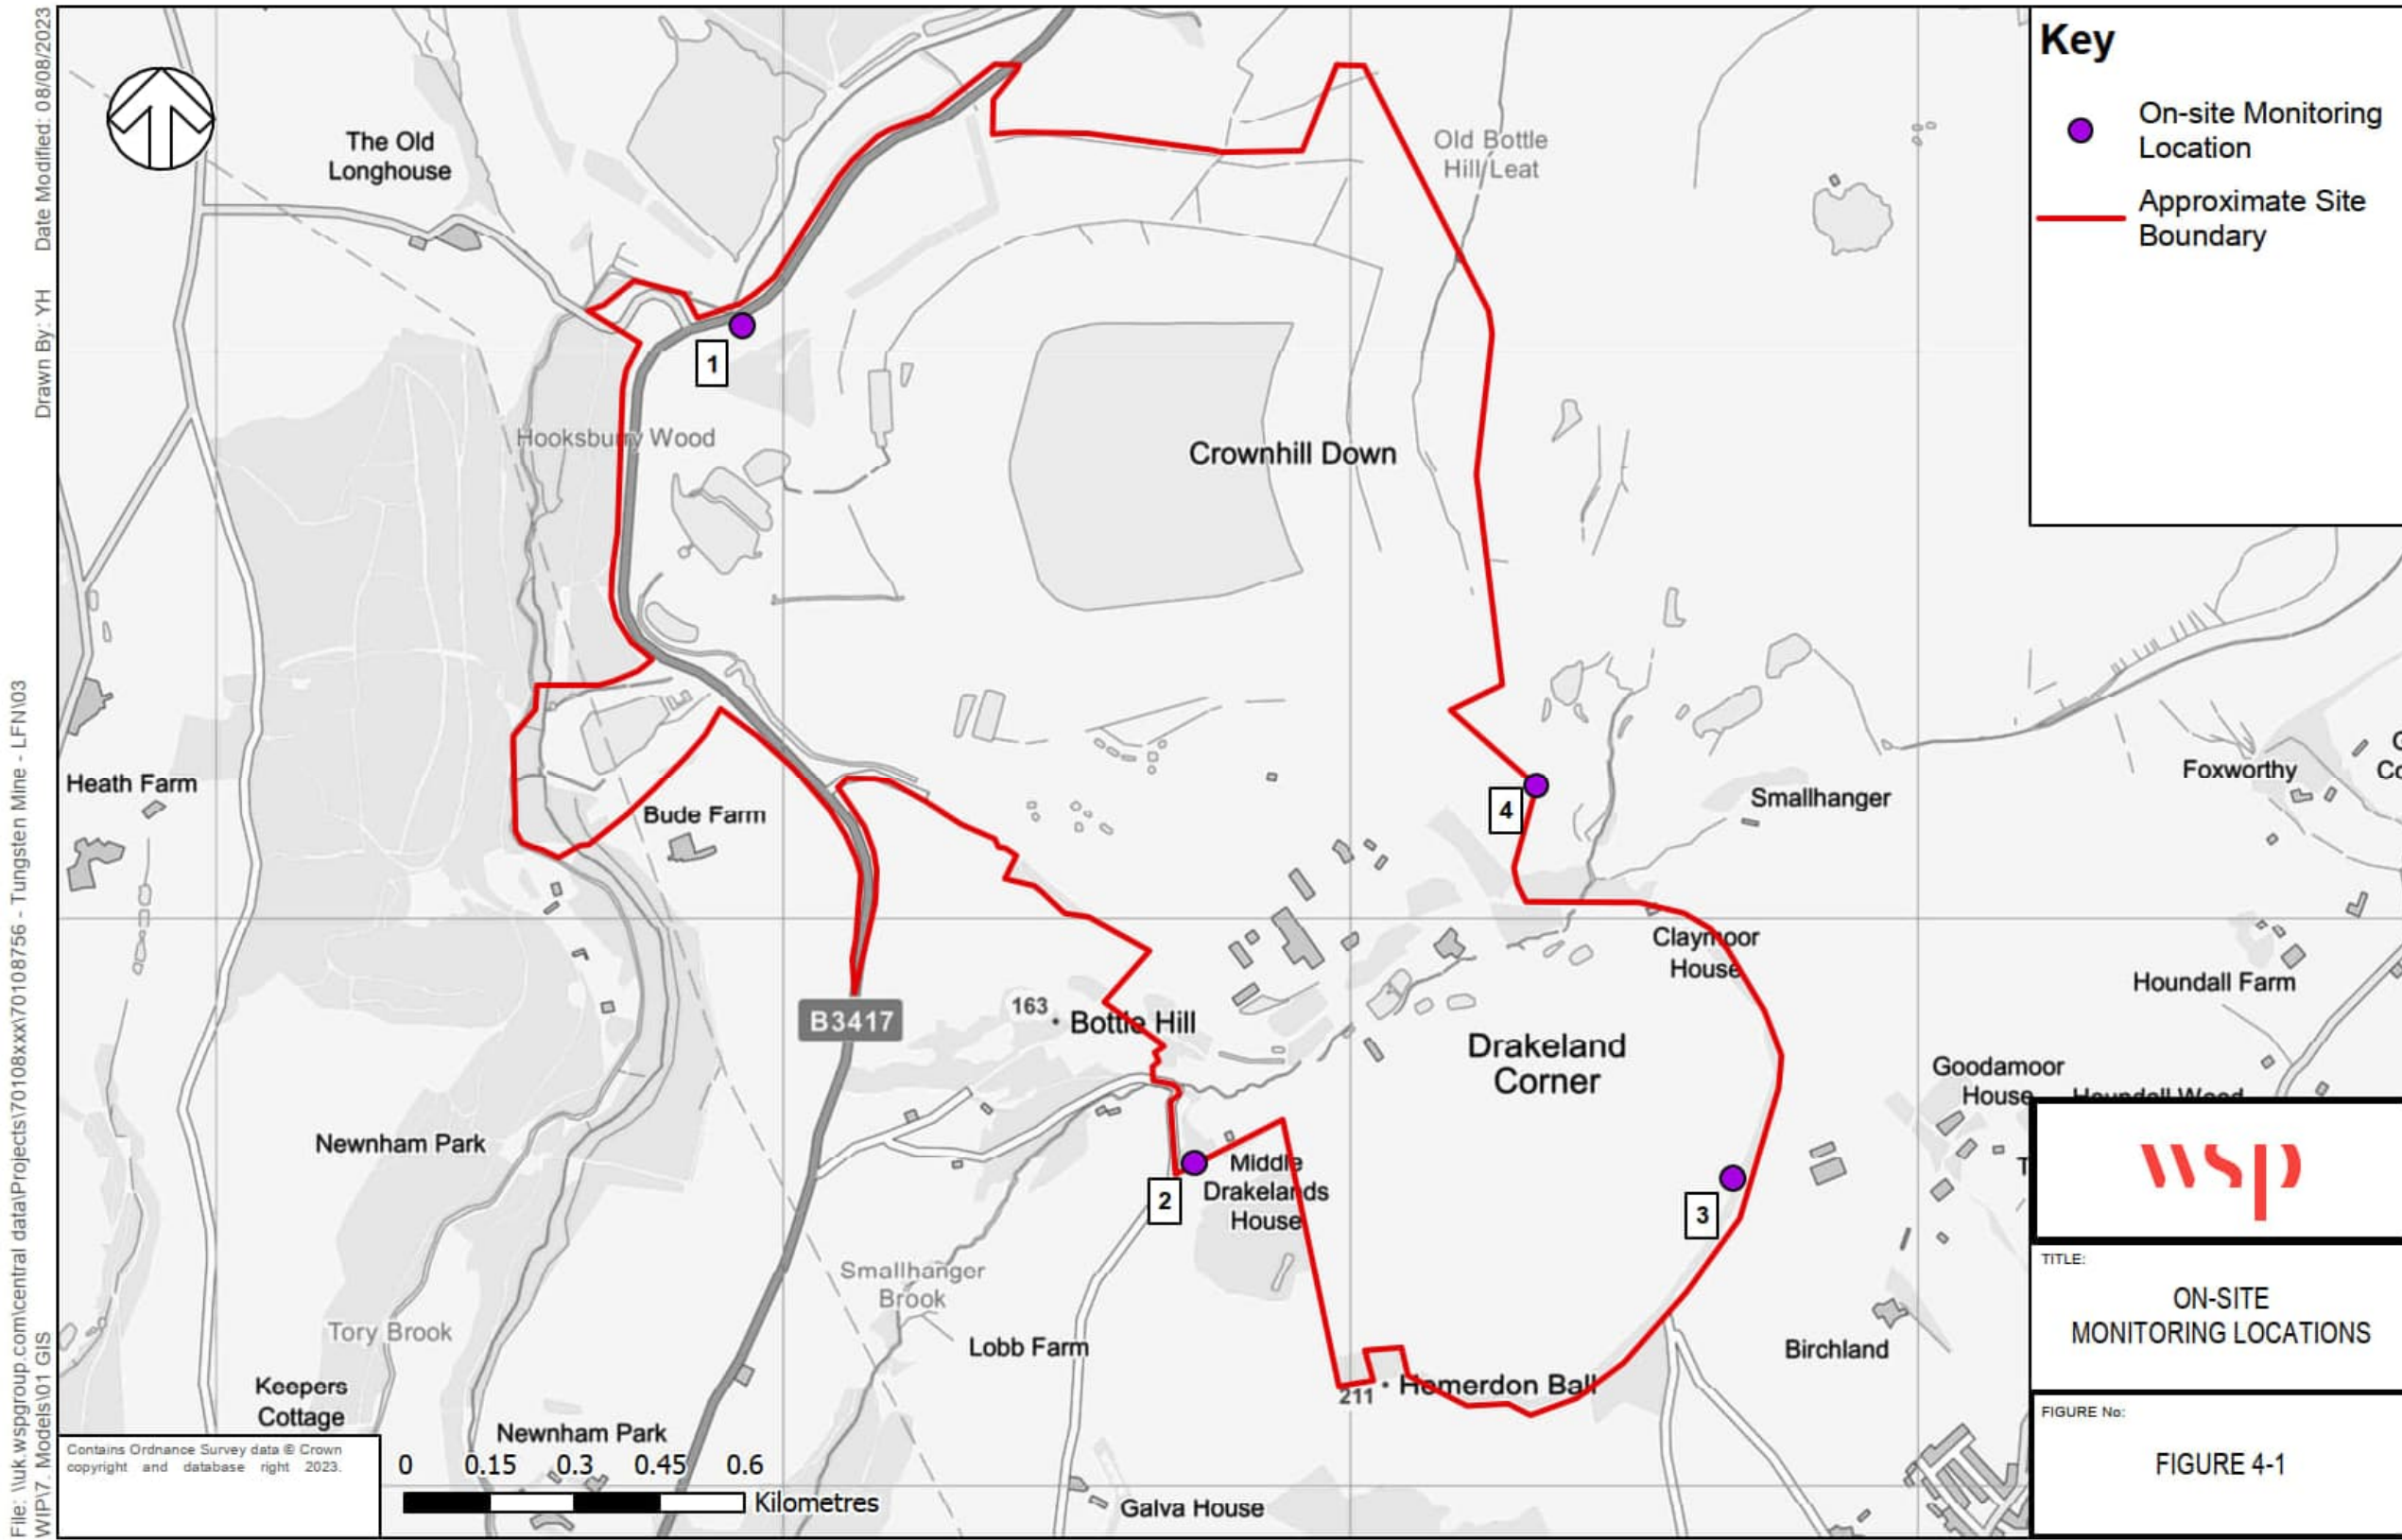 File: \\uk.wspgroup.com\central data\Projects\70108xxx\70108756 - Tungsten Mine - LFN\03
WIP\7. Models\01 GIS
Drawn By: YH
Date Modified: 08/08/2023
The Old
Longhouse
Old Bottle
Hill Leat
1
Hooksbury Wood
Crownhill Down
Heath Farm
Bude Farm
4
Smallhanger
Foxworthy
Claymoor
House
Houndall Farm
B3417
163
Bottle Hill
Drakeland
Corner
Goodamoor
House
Houndall Wood
Newnham Park
Middle
Drakelands
House
2
3
Smallhanger
Brook
Tory Brook
Lobb Farm
Birchland
Keepers
Cottage
211
Hemerdon Ball
Newnham Park
Galva House
Contains Ordnance Survey data © Crown
copyright and database right 2023.
0 0.15 0.3 0.45 0.6
Kilometres
Key
On-site Monitoring
Location
Approximate Site
Boundary
wsp
TITLE:
ON-SITE
MONITORING LOCATIONS
FIGURE No:
FIGURE 4-1